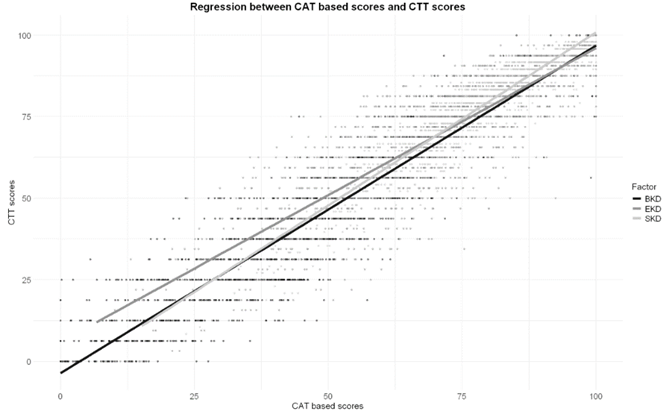 Regression between CAT based scores and CTT scores
100
75
50
25
0
CTT scores
0 25 50 75 100
CAT based scores
Factor
BKD
EKD
SKD